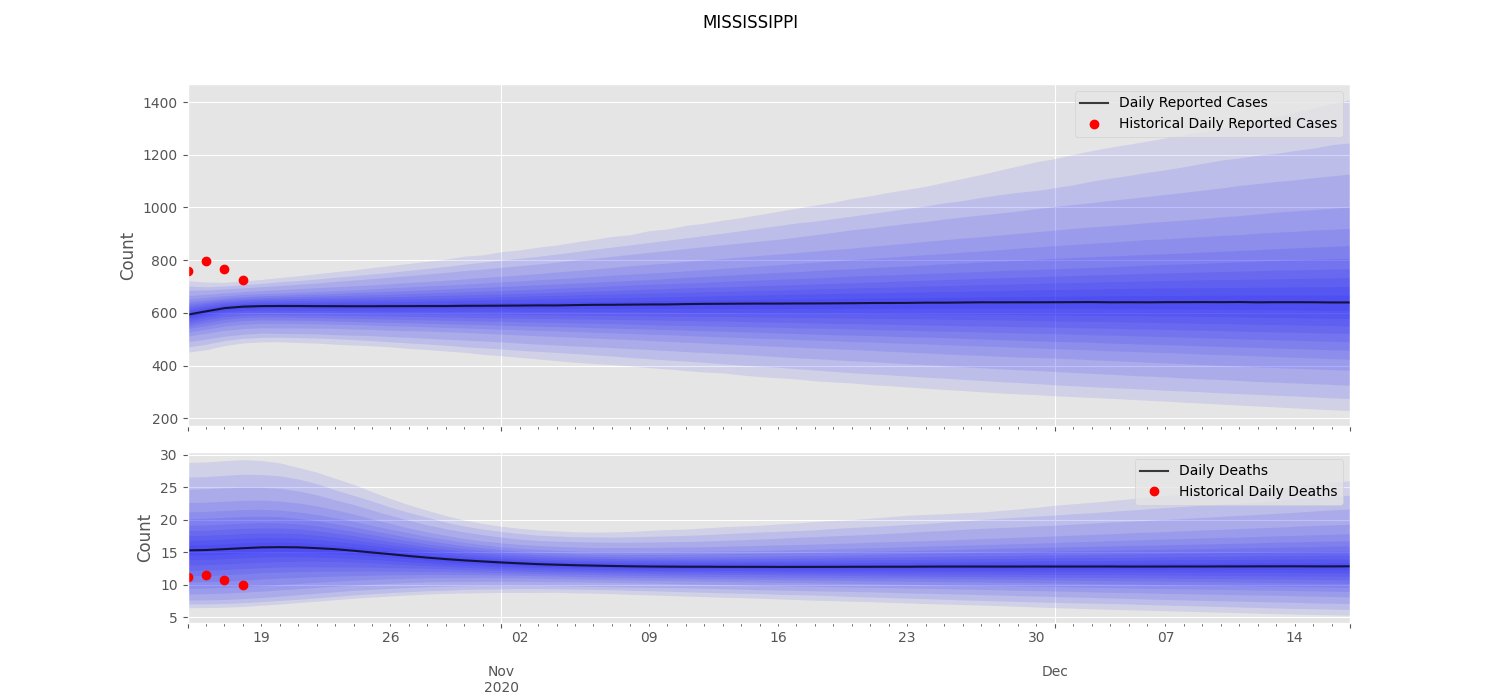 MISSISSIPPI
1400
1200
1000
800
600
400
200
Count
Daily Reported Cases
Historical Daily Reported Cases
30
25
20
15
10
5
Count
Daily Deaths
Historical Daily Deaths
19 26 02 09 16 23 30 07 14
Nov Dec
2020